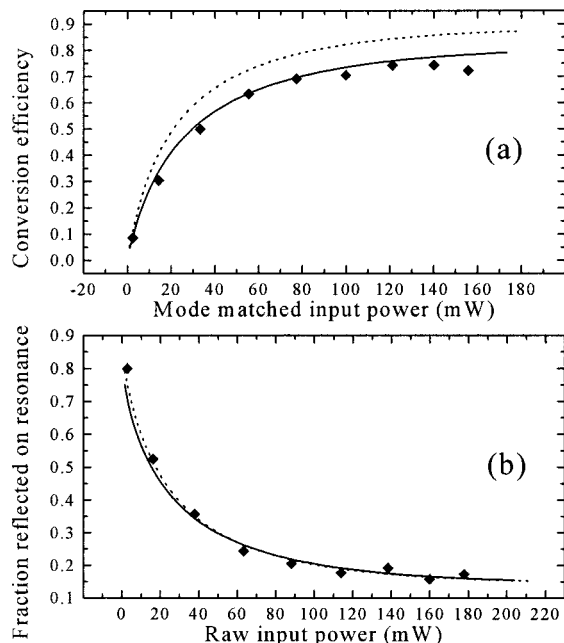 0.9
0.8
0.7
0.6
0.5
0.4
0.3
0.2
0.1
0.0
Conversion efficiency
(a)
-20 0 20 40 60 80 100 120 140 160 180
Mode matched input power (mW)
0.9
0.8
0.7
0.6
0.5
0.4
0.3
0.2
0.1
Fraction reflected on resonance
(b)
0 20 40 60 80 100 120 140 160 180 200 220
Raw input power (mW)